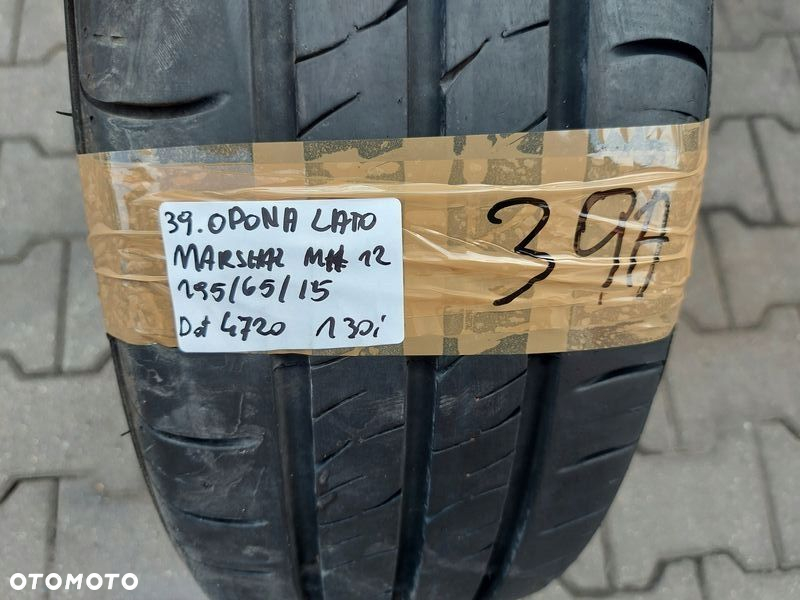 39. OPONA LATO
MARSHAL MH 12
195/65/15
Dot 4720 130,
39A
OTOMOTO